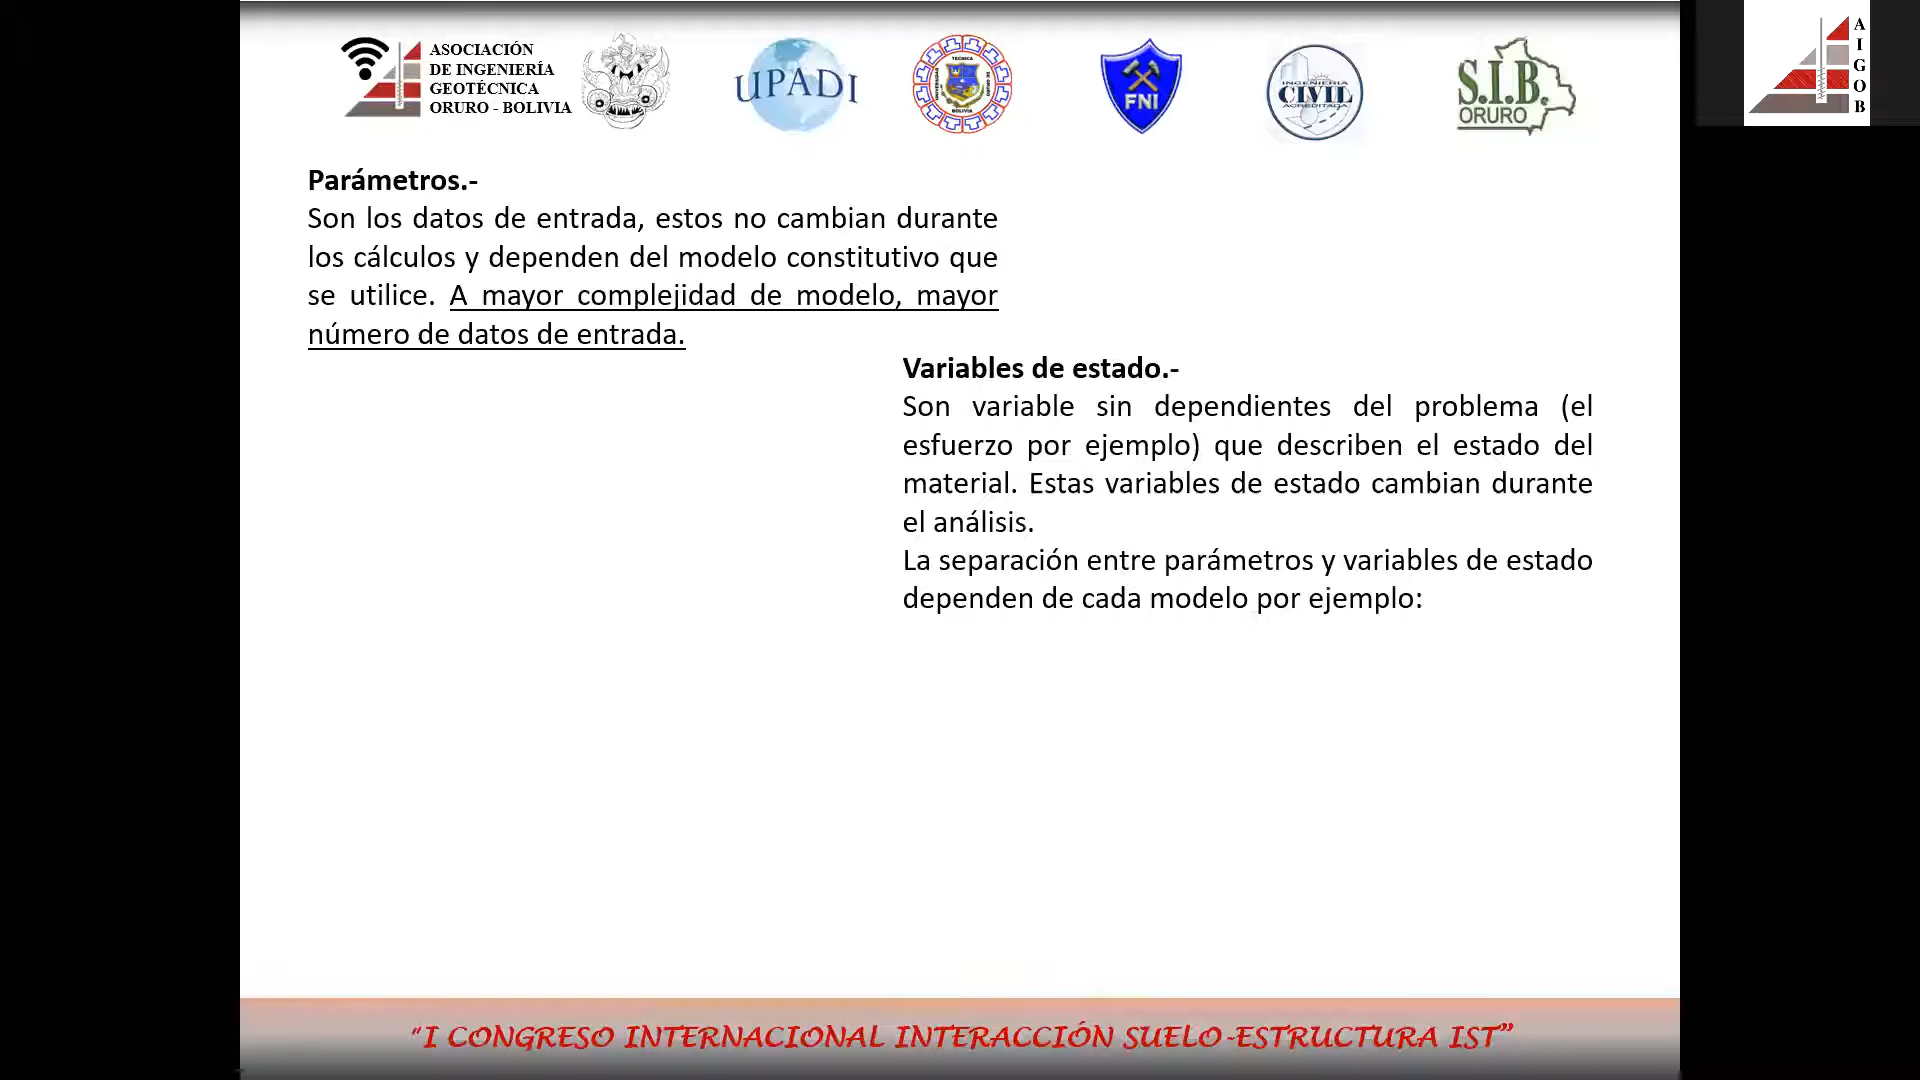 ASOCIACIÓN
DE INGENIERÍA
GEOTÉCNICA
ORURO - BOLIVIA
UPADI
FNI
INGENIERIA
CIVIL
ACREDITADA
S.I.B.
ORURO
A
I
G
O
B
Parámetros.-
Son los datos de entrada, estos no cambian durante
los cálculos y dependen del modelo constitutivo que
se utilice. A mayor complejidad de modelo, mayor
número de datos de entrada.
Variables de estado.-
Son variable sin dependientes del problema (el
esfuerzo por ejemplo) que describen el estado del
material. Estas variables de estado cambian durante
el análisis.
La separación entre parámetros y variables de estado
dependen de cada modelo por ejemplo:
“I CONGRESO INTERNACIONAL INTERACCIÓN SUELO-ESTRUCTURA IST”